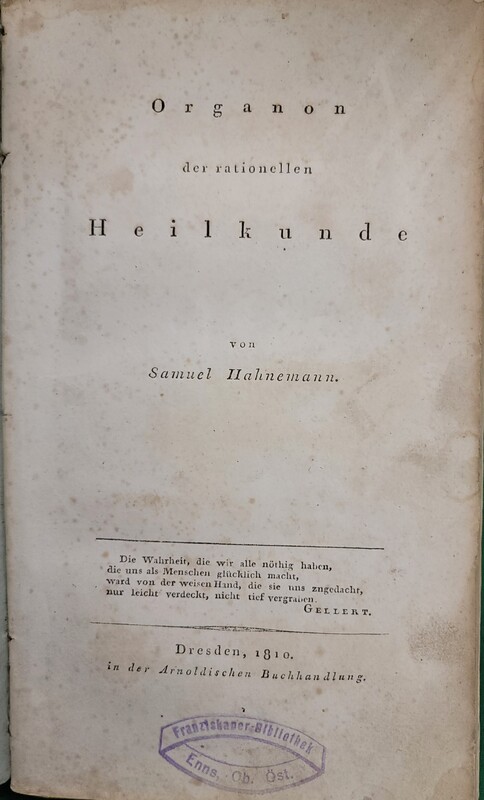 Organon
der rationellen
Heilkunde
von
Samuel Hahnemann.
Die Wahrheit, die wir alle nöthig haben,
die uns als Menschen glücklich macht,
ward von der weisen Hand, die sie uns zugedacht,
nur leicht verdeckt, nicht tief vergraben.
GELLERT.
Dresden, 1810.
in der Arnoldischen Buchhandlung.
Franziskaner-Bibliothek
Enns, Ob. Öst.